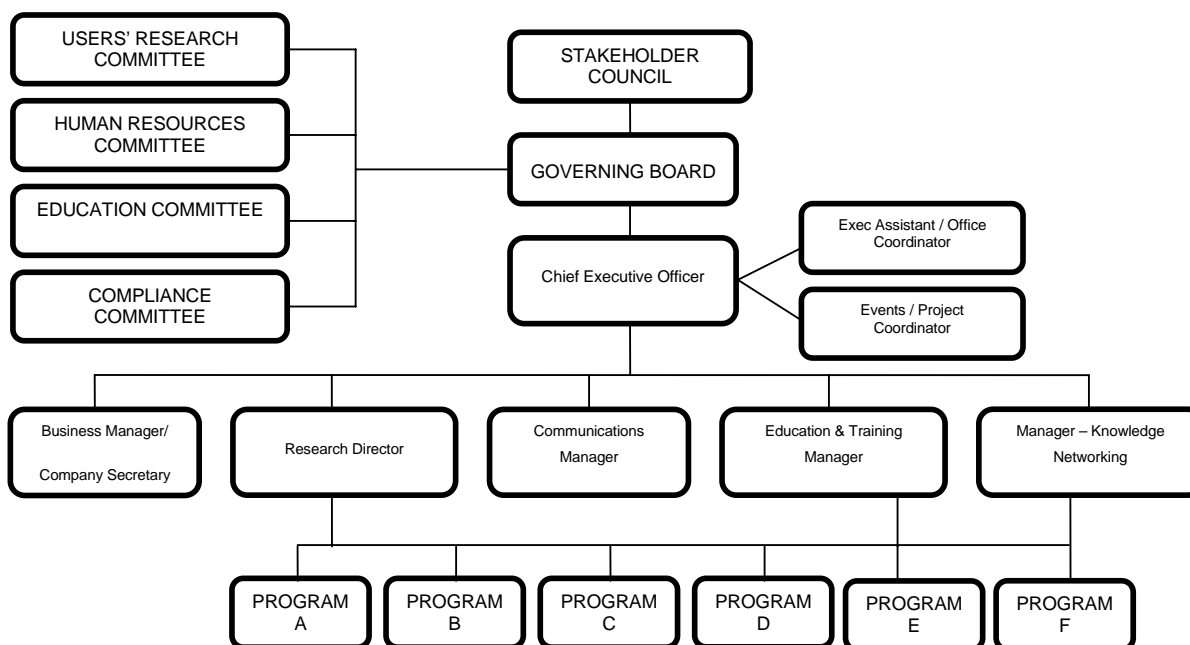 USERS’ RESEARCH
COMMITTEE
HUMAN RESOURCES
COMMITTEE
EDUCATION COMMITTEE
COMPLIANCE
COMMITTEE
STAKEHOLDER
COUNCIL
GOVERNING BOARD
Chief Executive Officer
Exec Assistant / Office
Coordinator
Events / Project
Coordinator
Business Manager/
Company Secretary
Research Director
Communications
Manager
Education & Training
Manager
Manager – Knowledge
Networking
PROGRAM
A
PROGRAM
B
PROGRAM
C
PROGRAM
D
PROGRAM
E
PROGRAM
F